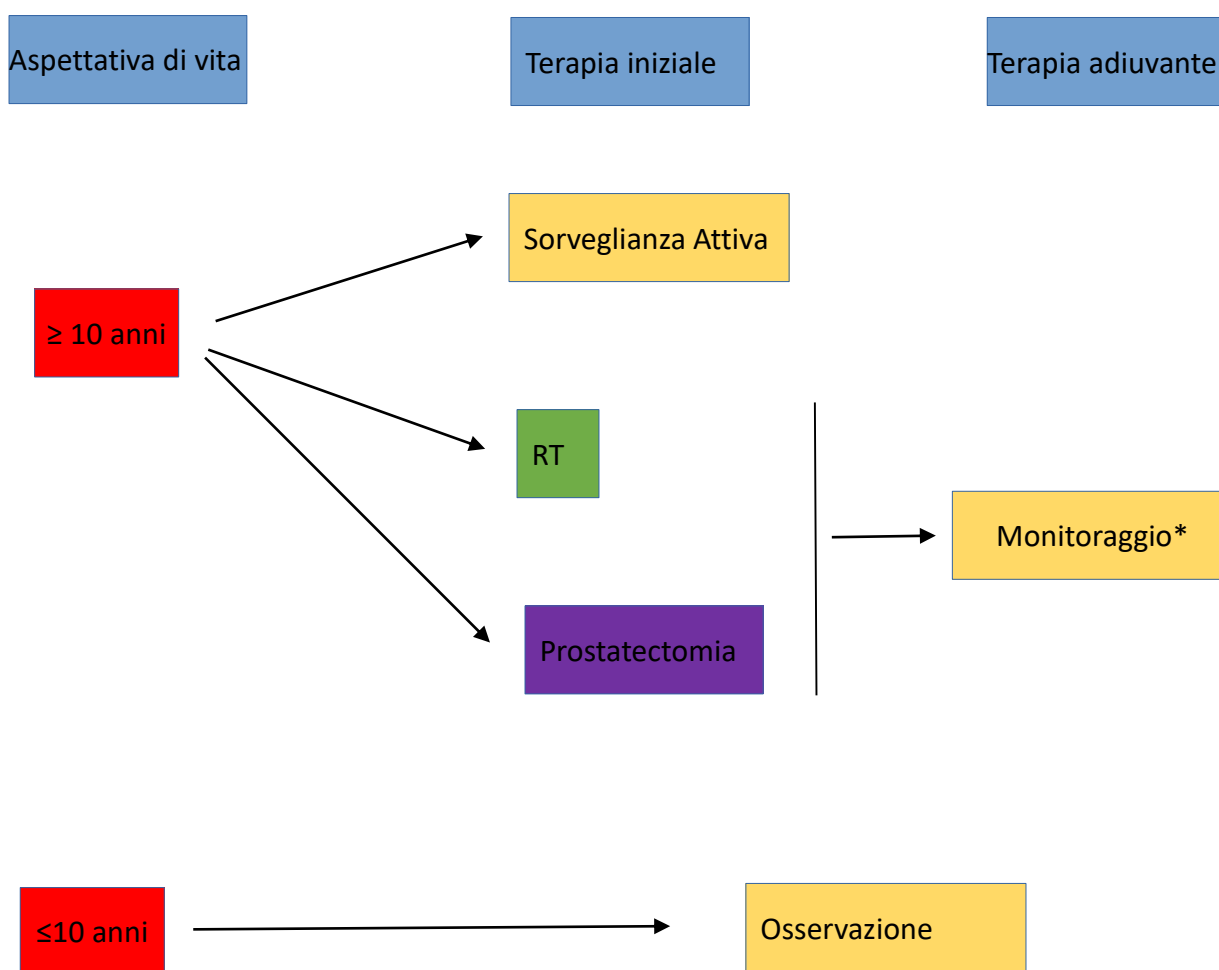 Aspettativa di vita
Terapia iniziale
Terapia adiuvante
Sorveglianza Attiva
≥ 10 anni
RT
Monitoraggio*
Prostatectomia
≤10 anni
Osservazione